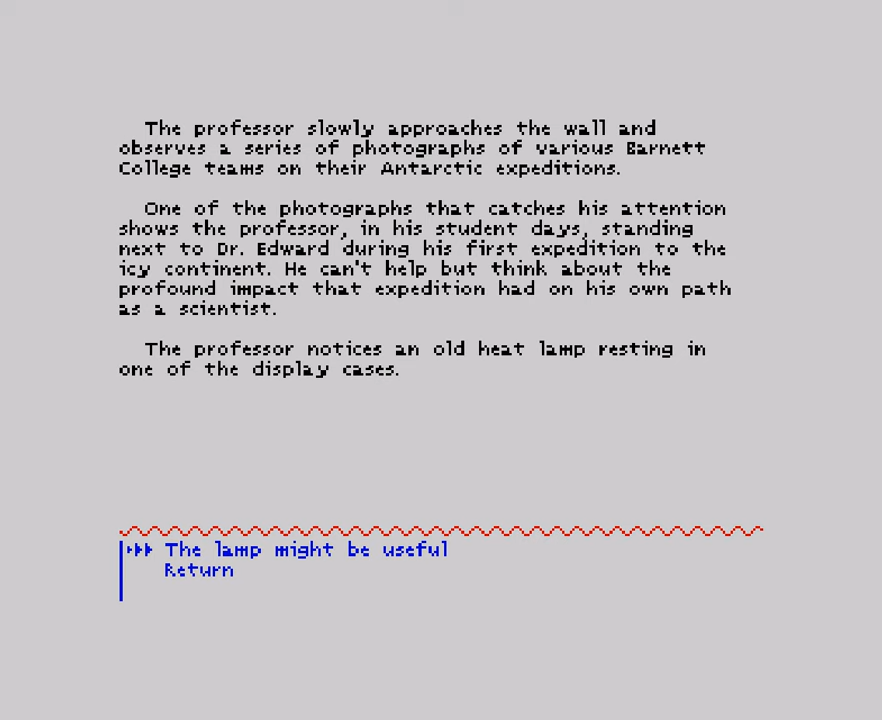 The professor slowly approaches the wall and
observes a series of photographs of various Barnett
College teams on their Antarctic expeditions.
One of the photographs that catches his attention
shows the professor, in his student days, standing
next to Dr. Edward during his first expedition to the
icy continent. He can't help but think about the
profound impact that expedition had on his own path
as a scientist.
The professor notices an old heat lamp resting in
one of the display cases.
The lamp might be useful
Return